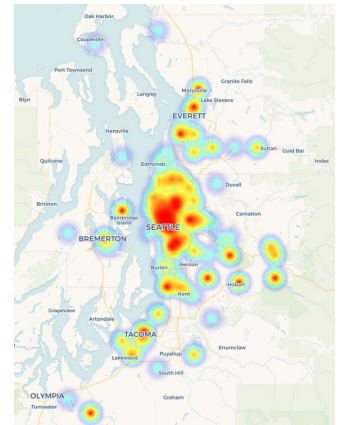 Oak Harbor
Coupeville
Port Townsend
Granite Falls
Marysville
Langley
Blyn
Lake Stevens
EVERETT
Hansville
Sultan
Gold Bar
Quilcene
Edmonds
Index
Duvall
Brinnon
Carnation
Bainbridge
Island
SEATTLE
BREMERTON
Burien
Renton
Hobart
Kent
Grapeview
Artondale
TACOMA
Enumclaw
Puyallup
Lakewood
South Hill
OLYMPIA
Graham
Tumwater